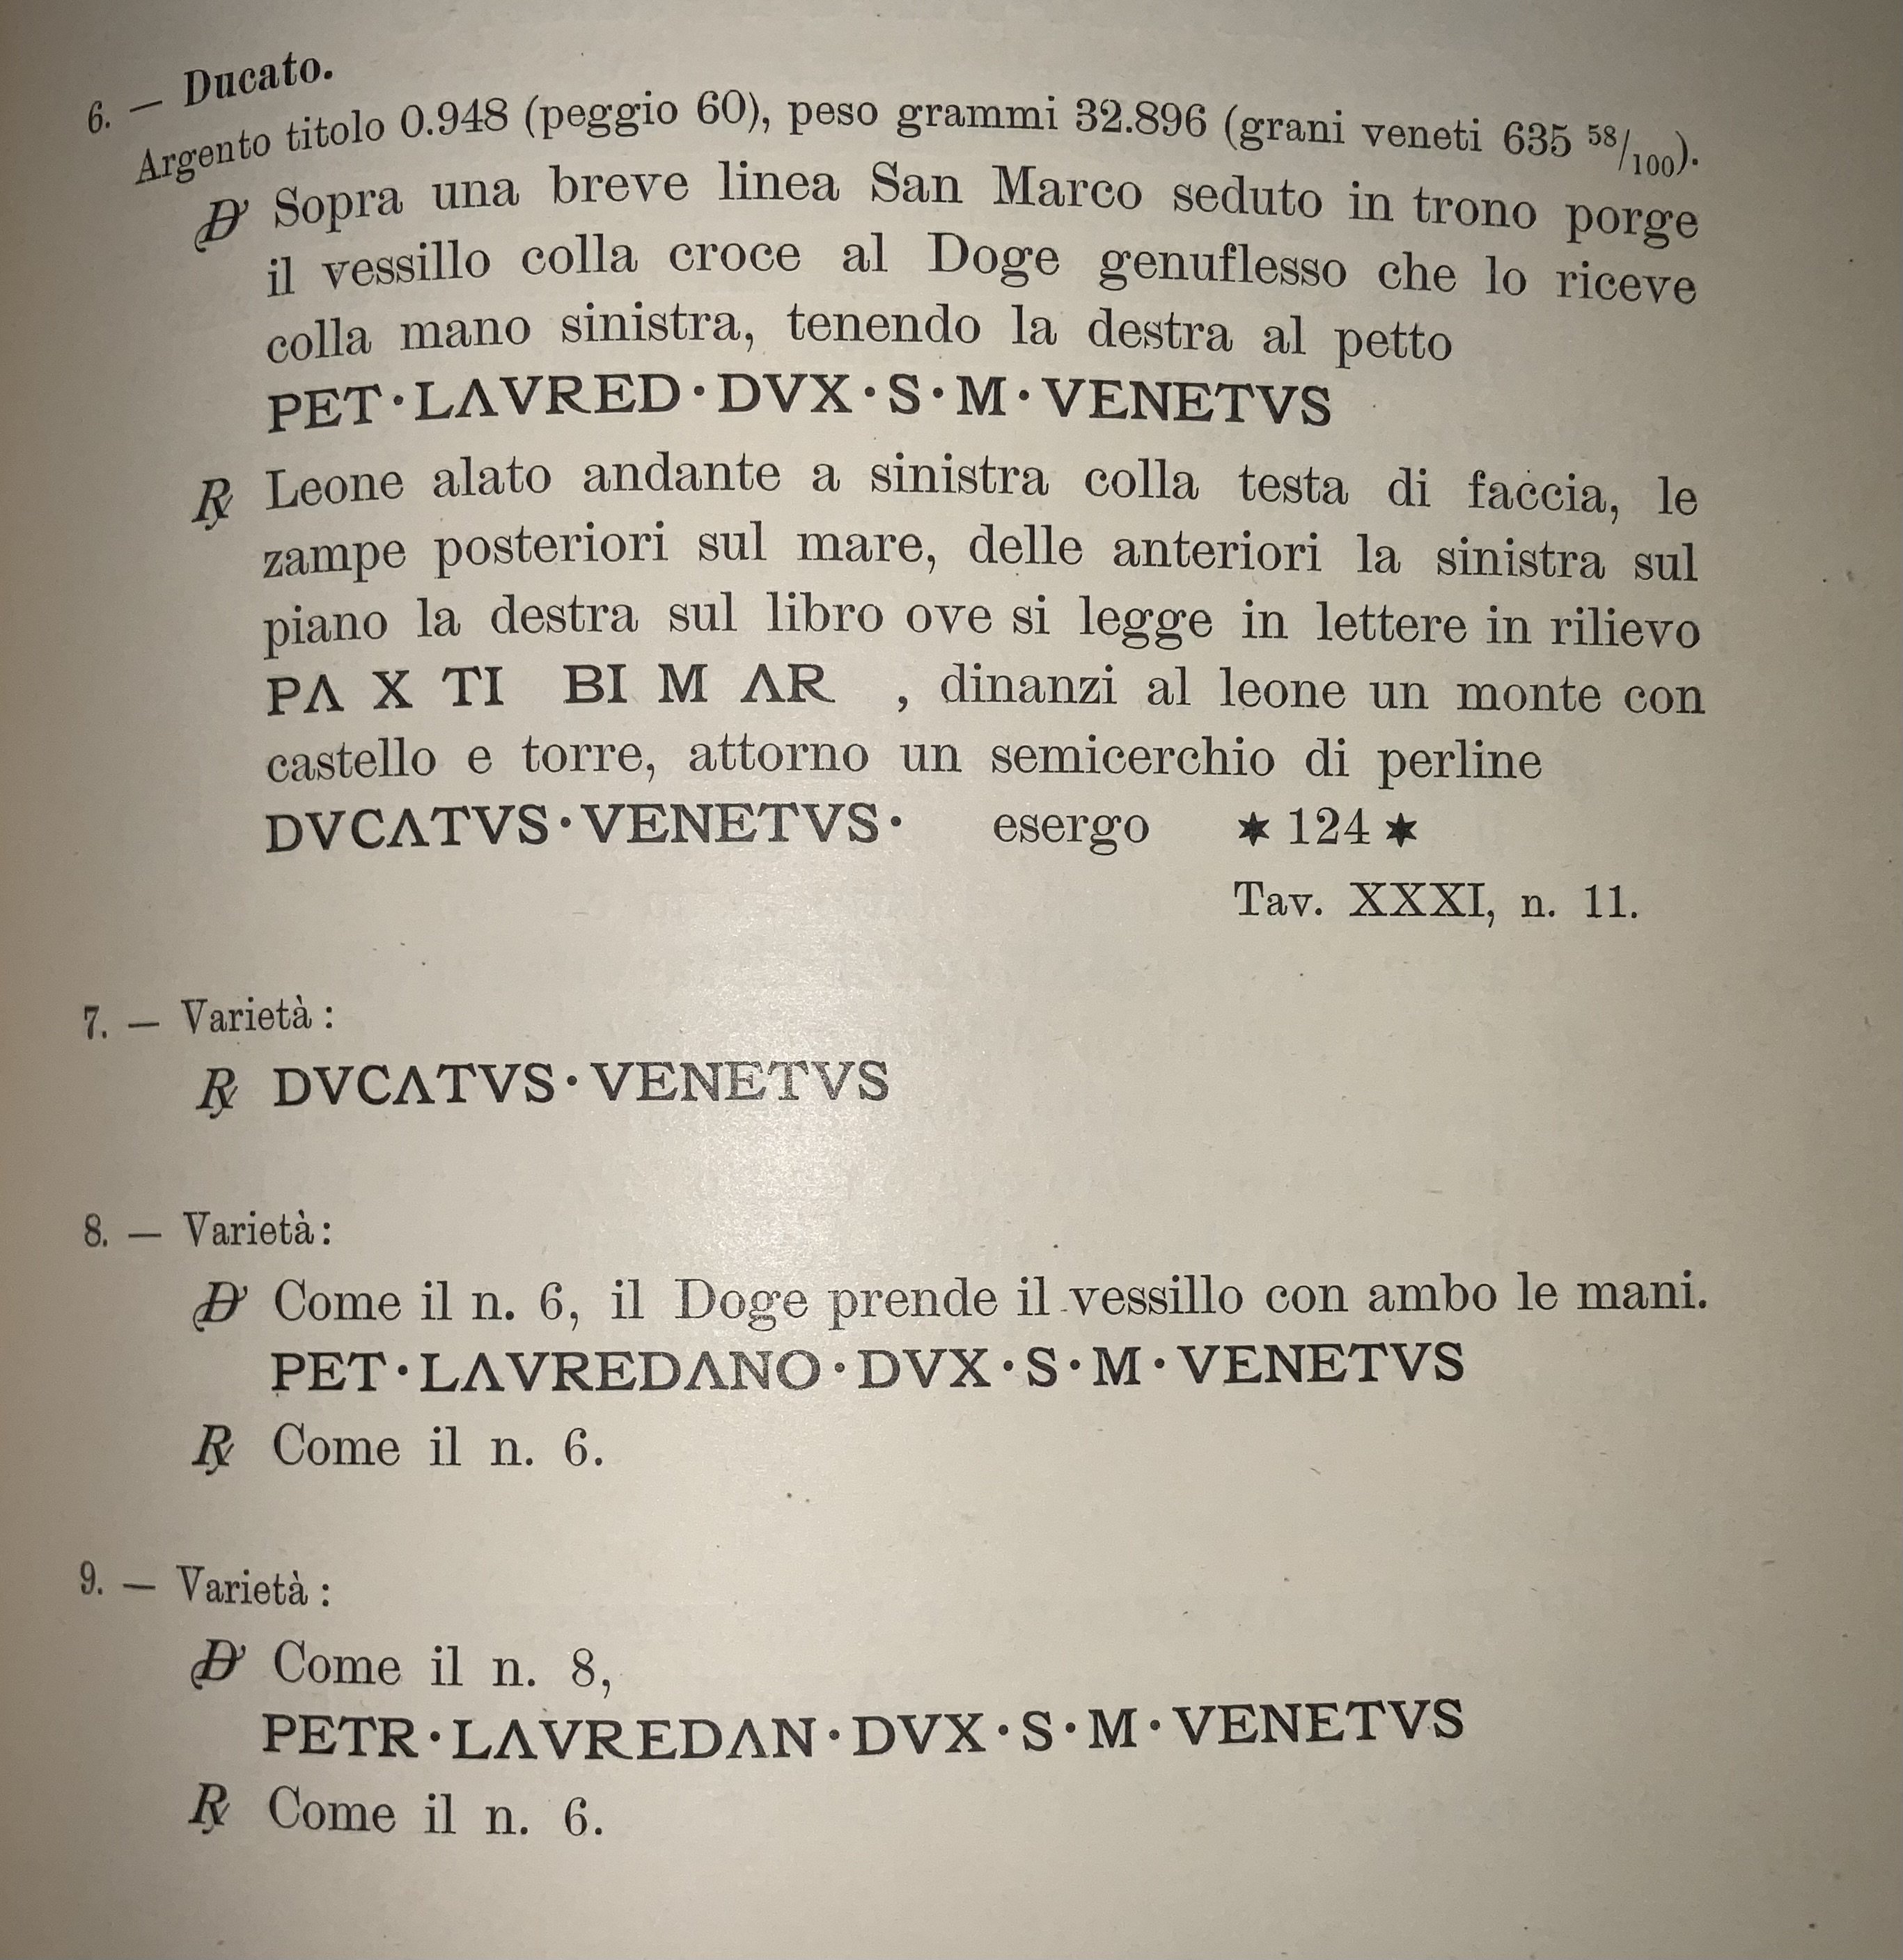 6. — Ducato.
Argento titolo 0.948 (peggio 60), peso grammi 32.896 (grani veneti 635 58/100).
D Sopra una breve linea San Marco seduto in trono porge
il vessillo colla croce al Doge genuflesso che lo riceve
colla mano sinistra, tenendo la destra al petto
PET·LΛVRED·DVX·S·M·VENETVS
℞ Leone alato andante a sinistra colla testa di faccia, le
zampe posteriori sul mare, delle anteriori la sinistra sul
piano la destra sul libro ove si legge in lettere in rilievo
PΛ X TI BI M ΛR , dinanzi al leone un monte con
castello e torre, attorno un semicerchio di perline
DVCΛTVS·VENETVS· esergo ✶ 124 ✶
Tav. XXXI, n. 11.
7. — Varietà :
℞ DVCΛTVS·VENETVS
8. — Varietà :
D Come il n. 6, il Doge prende il vessillo con ambo le mani.
PET·LΛVREDΛNO·DVX·S·M·VENETVS
℞ Come il n. 6.
9. — Varietà :
D Come il n. 8,
PETR·LΛVREDΛN·DVX·S·M·VENETVS
℞ Come il n. 6.